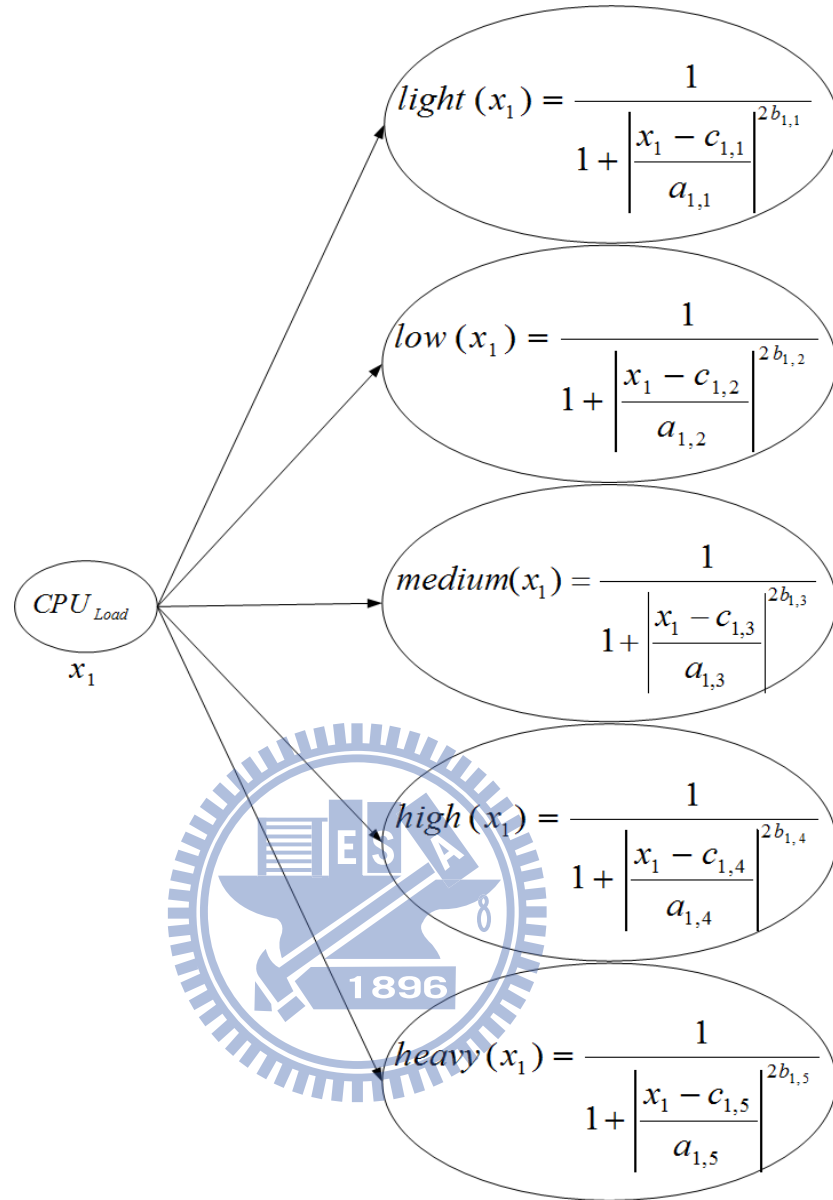 light (x₁) = 1 / (1 + |(x₁ − c₁,₁) / a₁,₁|^(2b₁,₁))
low (x₁) = 1 / (1 + |(x₁ − c₁,₂) / a₁,₂|^(2b₁,₂))
medium(x₁) = 1 / (1 + |(x₁ − c₁,₃) / a₁,₃|^(2b₁,₃))
CPU Load
x₁
high (x₁) = 1 / (1 + |(x₁ − c₁,₄) / a₁,₄|^(2b₁,₄))
E S A
1896
heavy (x₁) = 1 / (1 + |(x₁ − c₁,₅) / a₁,₅|^(2b₁,₅))